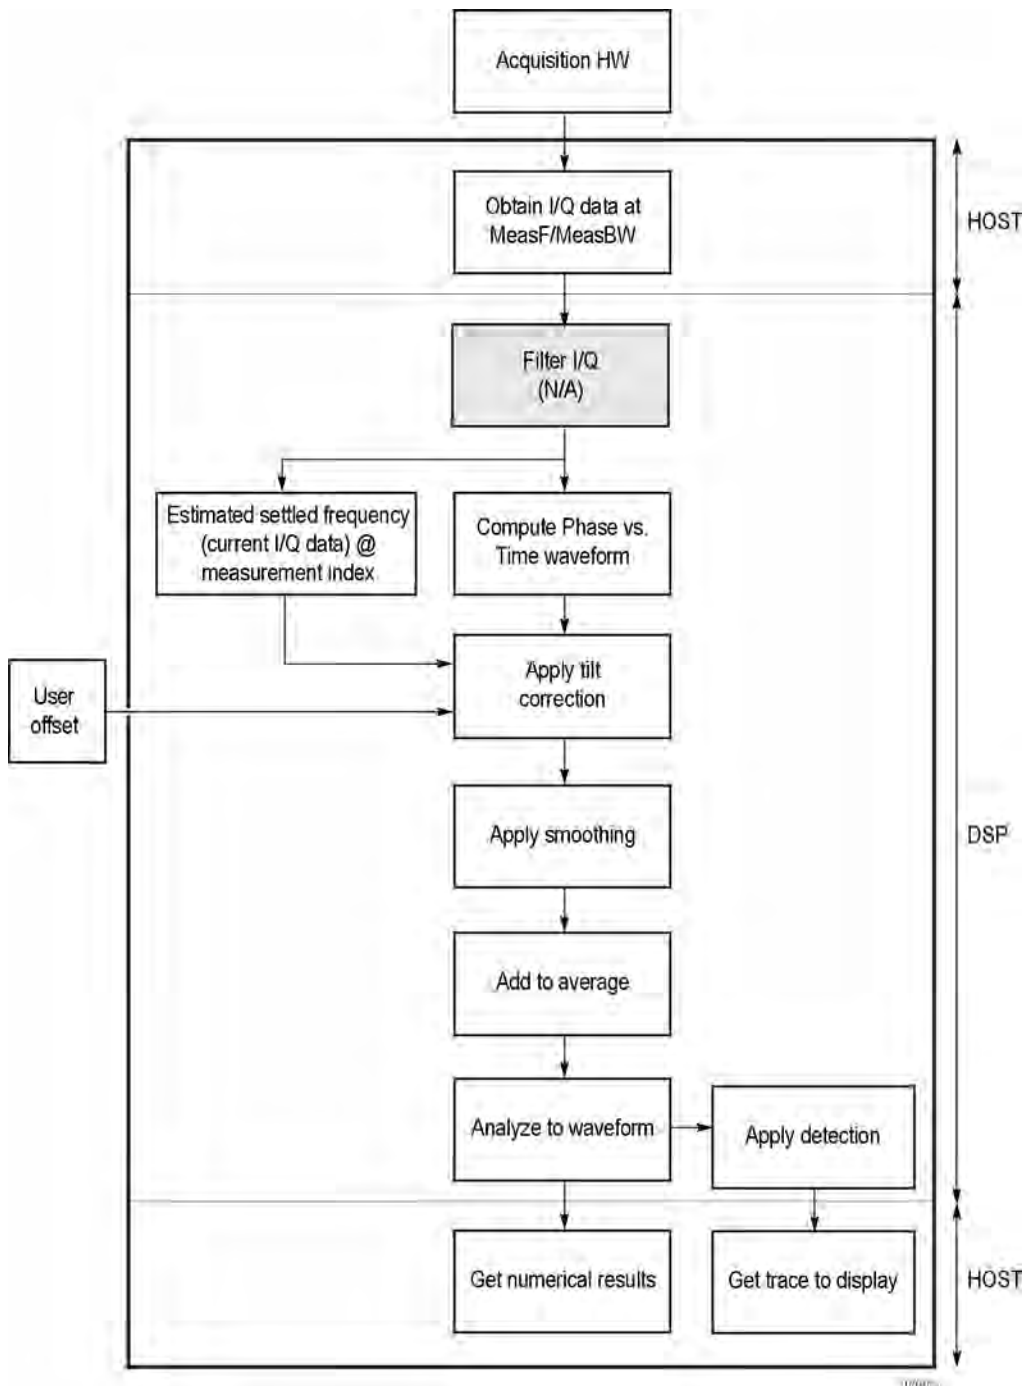 Acquisition HW
Obtain I/Q data at
MeasF/MeasBW
HOST
Filter I/Q
(N/A)
Estimated settled frequency
(current I/Q data) @
measurement index
Compute Phase vs.
Time waveform
Apply tilt
correction
User
offset
Apply smoothing
DSP
Add to average
Analyze to waveform
Apply detection
Get numerical results
Get trace to display
HOST